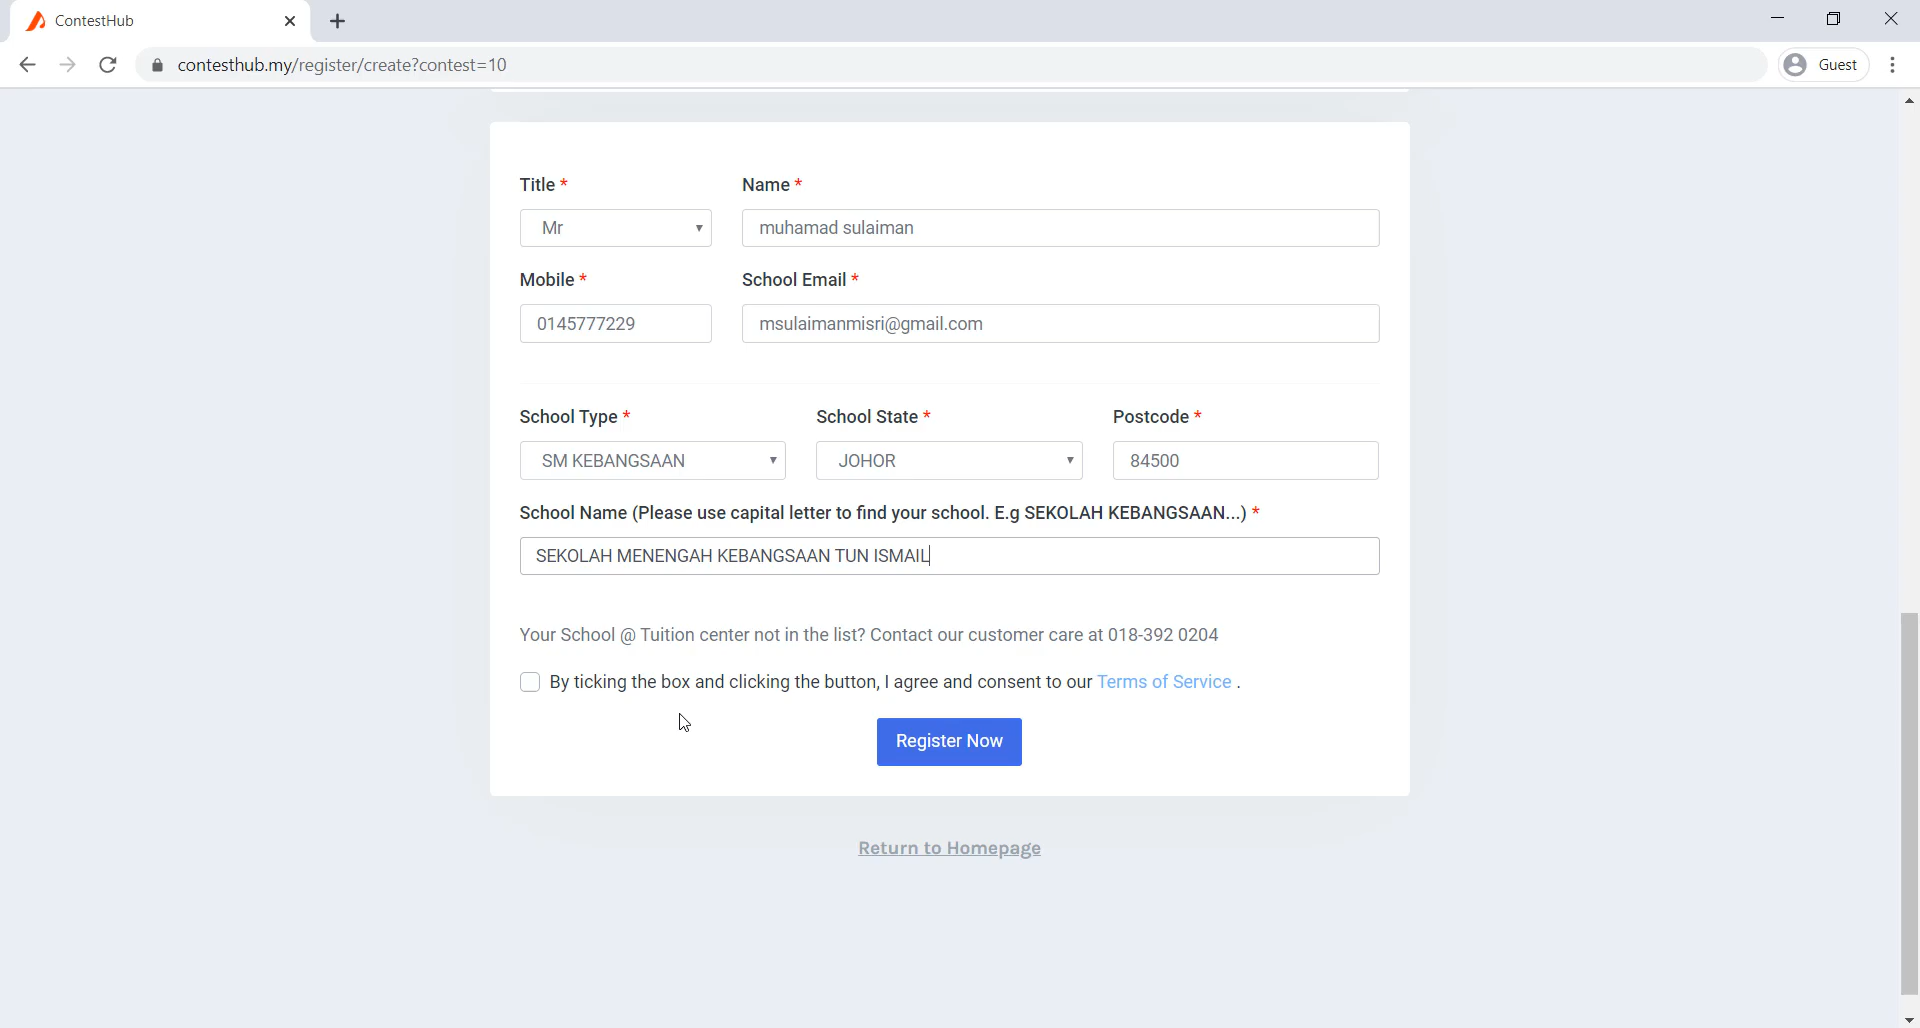 ContestHub
contesthub.my/register/create?contest=10
Guest
Title *
Name *
Mr
muhamad sulaiman
Mobile *
School Email *
0145777229
msulaimanmisri@gmail.com
School Type *
School State *
Postcode *
SM KEBANGSAAN
JOHOR
84500
School Name (Please use capital letter to find your school. E.g SEKOLAH KEBANGSAAN...) *
SEKOLAH MENENGAH KEBANGSAAN TUN ISMAIL
Your School @ Tuition center not in the list? Contact our customer care at 018-392 0204
By ticking the box and clicking the button, I agree and consent to our Terms of Service .
Register Now
Return to Homepage